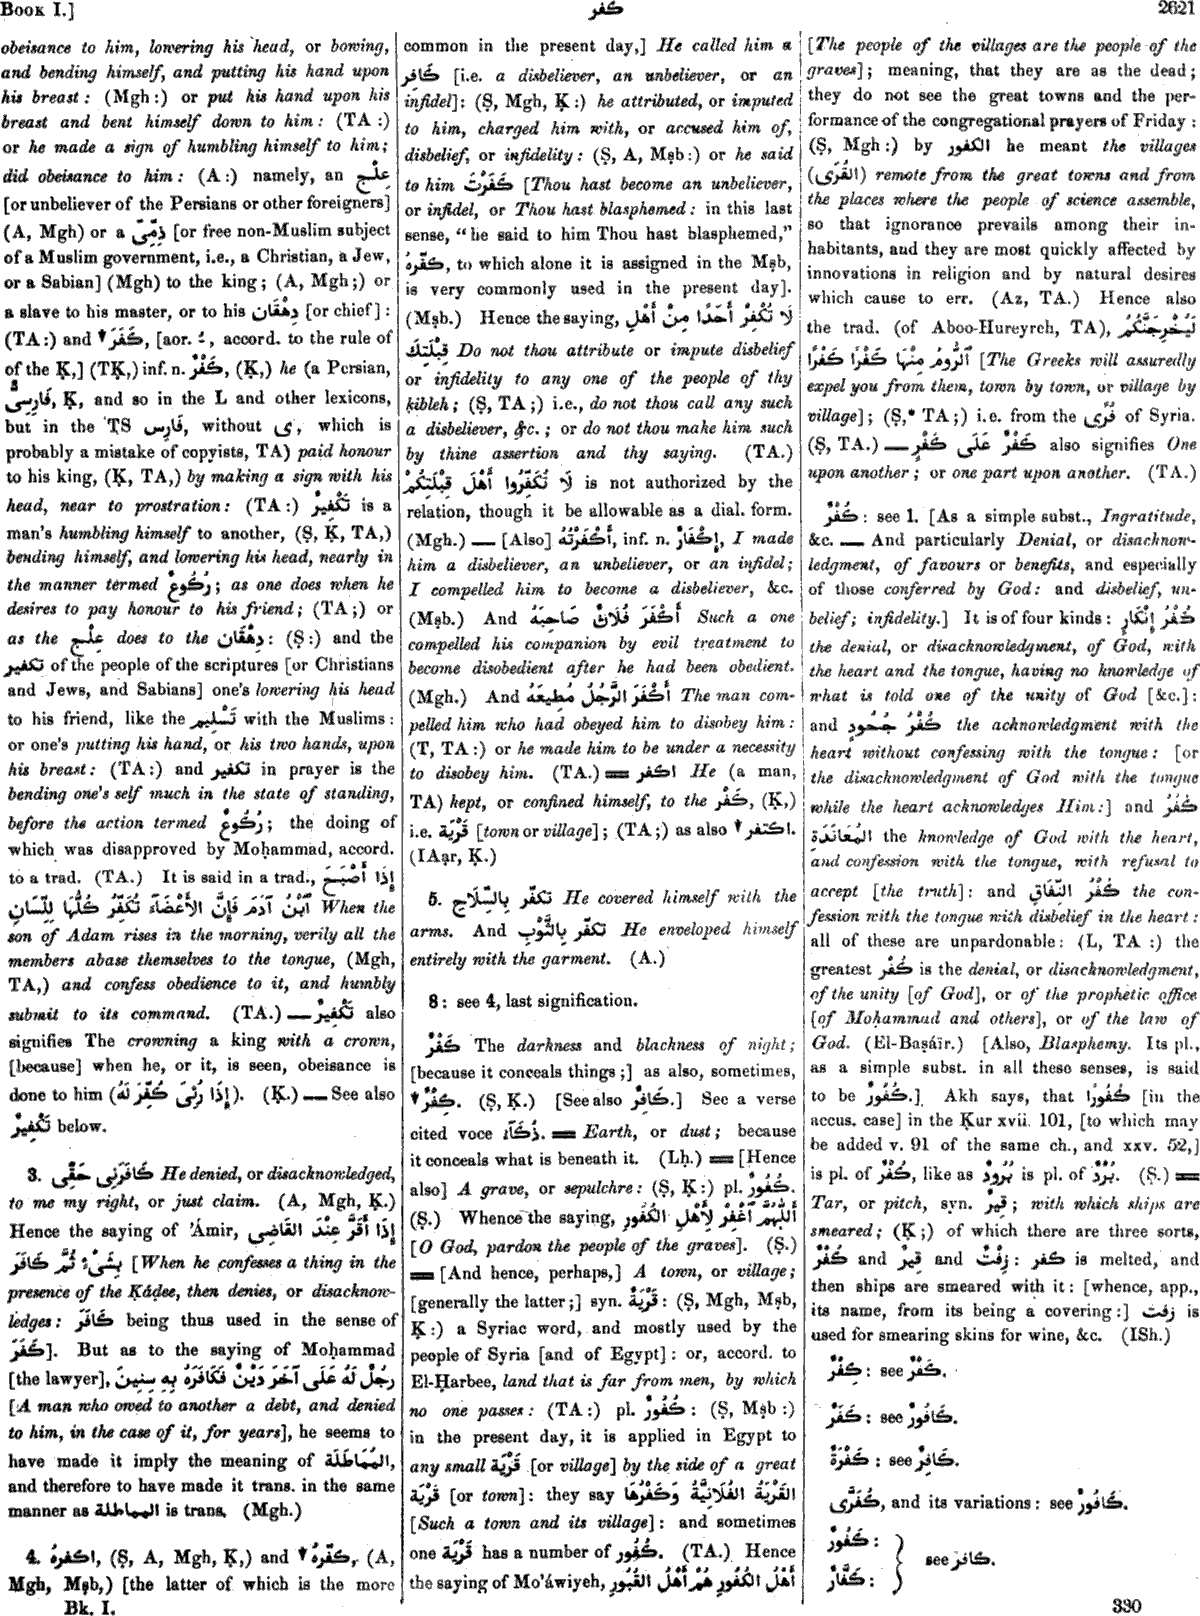 BOOK I.]
كفر
2621
obeisance to him, lowering his head, or bowing,
and bending himself, and putting his hand upon
his breast: (Mgh:) or put his hand upon his
breast and bent himself down to him: (TA:)
or he made a sign of humbling himself to him;
did obeisance to him: (A:) namely, an عِلْج
[or unbeliever of the Persians or other foreigners]
(A, Mgh) or a ذِمِّىّ [or free non-Muslim subject
of a Muslim government, i.e., a Christian, a Jew,
or a Sabian] (Mgh) to the king; (A, Mgh;) or
a slave to his master, or to his دِهْقَان [or chief]:
(TA:) and ↓ كَفَرَ, [aor. ـُ, accord. to the rule of
of the Ḳ,] (TḲ,) inf. n. كَفْرٌ, (Ḳ,) he (a Persian,
فَارِسِىّ, Ḳ, and so in the L and other lexicons,
but in the TṢ فَارِس, without ى, which is
probably a mistake of copyists, TA) paid honour
to his king, (Ḳ, TA,) by making a sign with his
head, near to prostration: (TA:) تَكْفِيرٌ is a
man's humbling himself to another, (Ṣ, Ḳ, TA,)
bending himself, and lowering his head, nearly in
the manner termed رُكُوعٌ; as one does when he
desires to pay honour to his friend; (TA;) or
as the عِلْج does to the دِهْقَان: (Ṣ:) and the
تكفير of the people of the scriptures [or Christians
and Jews, and Sabians] one's lowering his head
to his friend, like the تَسْلِيم with the Muslims:
or one's putting his hand, or his two hands, upon
his breast: (TA:) and تكفير in prayer is the
bending one's self much in the state of standing,
before the action termed رُكُوعٌ; the doing of
which was disapproved by Moḥammad, accord.
to a trad. (TA.) It is said in a trad., إِذَا أَصْبَحَ
ٱبْنُ آدَمَ فَإِنَّ الأَعْضَآءَ تُكَفِّرُ كُلُّهَا لِلِّسَانِ When the
son of Adam rises in the morning, verily all the
members abase themselves to the tongue, (Mgh,
TA,) and confess obedience to it, and humbly
submit to its command. (TA.) — تَكْفِيرٌ also
signifies The crowning a king with a crown,
[because] when he, or it, is seen, obeisance is
done to him (إِذَا رُئِىَ كُفِّرَ لَهُ). (Ḳ.) — See also
تَكْفِيرٌ below.
3. كَافَرَنِى حَقِّى He denied, or disacknowledged,
to me my right, or just claim. (A, Mgh, Ḳ.)
Hence the saying of 'Ámir, إِذَا أَقَرَّ عِنْدَ القَاضِى
بِشَىْءٍ ثُمَّ كَافَرَ [When he confesses a thing in the
presence of the Ḳáḍee, then denies, or disacknow-
ledges: كَافَرَ being thus used in the sense of
كَفَرَ]. But as to the saying of Moḥammad
[the lawyer], رَجُلٌ لَهُ عَلَى آخَرَ دَيْنٌ فَكَافَرَهُ بِهِ سِنِينَ
[A man who owed to another a debt, and denied
to him, in the case of it, for years], he seems to
have made it imply the meaning of المُمَاطَلَة,
and therefore to have made it trans. in the same
manner as المماطلة is trans. (Mgh.)
4. اكفرهُ, (Ṣ, A, Mgh, Ḳ,) and ↓ كفّرهُ, (A,
Mgh, Mṣb,) [the latter of which is the more
Bk. I.
common in the present day,] He called him a
كَافِر [i.e. a disbeliever, an unbeliever, or an
infidel]: (Ṣ, Mgh, Ḳ:) he attributed, or imputed
to him, charged him with, or accused him of,
disbelief, or infidelity: (Ṣ, A, Mṣb:) or he said
to him كَفَرْتَ [Thou hast become an unbeliever,
or infidel, or Thou hast blasphemed: in this last
sense, "he said to him Thou hast blasphemed,"
كفّرهُ, to which alone it is assigned in the Mṣb,
is very commonly used in the present day].
(Mṣb.) Hence the saying, لَا تُكْفِرْ أَحَدًا مِنْ أَهْلِ
قِبْلَتِكَ Do not thou attribute or impute disbelief
or infidelity to any one of the people of thy
ḳibleh; (Ṣ, TA;) i.e., do not thou call any such
a disbeliever, &c.; or do not thou make him such
by thine assertion and thy saying. (TA.)
لَا تُكَفِّرُوا أَهْلَ قِبْلَتِكُمْ is not authorized by the
relation, though it be allowable as a dial. form.
(Mgh.) — [Also] أَكْفَرْتُهُ, inf. n. إِكْفَارٌ, I made
him a disbeliever, an unbeliever, or an infidel;
I compelled him to become a disbeliever, &c.
(Mṣb.) And أَكْفَرَ فُلَانٌ صَاحِبَهُ Such a one
compelled his companion by evil treatment to
become disobedient after he had been obedient.
(Mgh.) And أَكْفَرَ الرَّجُلُ مُطِيعَهُ The man com-
pelled him who had obeyed him to disobey him:
(T, TA:) or he made him to be under a necessity
to disobey him. (TA.) = اكفر He (a man,
TA) kept, or confined himself, to the كَفْر, (Ḳ,)
i.e. قَرْيَة [town or village]; (TA;) as also ↓ اكتفر.
(IAạr, Ḳ.)
5. تكفّر بِالسِّلَاحِ He covered himself with the
arms. And تكفّر بِالثَّوْبِ He enveloped himself
entirely with the garment. (A.)
8: see 4, last signification.
كَفْرٌ The darkness and blackness of night;
[because it conceals things;] as also, sometimes,
↓ كِفْرٌ. (Ṣ, Ḳ.) [See also كَافِرٌ.] See a verse
cited voce ذُكَآءُ. = Earth, or dust; because
it conceals what is beneath it. (Lḥ.) = [Hence
also] A grave, or sepulchre: (Ṣ, Ḳ:) pl. كُفُورٌ.
(Ṣ.) Whence the saying, أَللّٰهُمَّ ٱغْفِرْ لِأَهْلِ الكُفُورِ
[O God, pardon the people of the graves]. (Ṣ.)
= [And hence, perhaps,] A town, or village;
[generally the latter;] syn. قَرْيَةٌ: (Ṣ, Mgh, Mṣb,
Ḳ:) a Syriac word, and mostly used by the
people of Syria [and of Egypt]: or, accord. to
El-Ḥarbee, land that is far from men, by which
no one passes: (TA:) pl. كُفُورٌ: (Ṣ, Mṣb:)
in the present day, it is applied in Egypt to
any small قَرْيَة [or village] by the side of a great
قَرْيَة [or town]: they say القَرْيَةُ الفُلَانِيَّةُ وَكَفْرُهَا
[Such a town and its village]: and sometimes
one قَرْيَة has a number of كُفُور. (TA.) Hence
the saying of Mo'áwiyeh, أَهْلُ الكُفُورِ هُمْ أَهْلُ القُبُورِ
[The people of the villages are the people of the
graves]; meaning, that they are as the dead;
they do not see the great towns and the per-
formance of the congregational prayers of Friday:
(Ṣ, Mgh:) by الكفور he meant the villages
(القُرَى) remote from the great towns and from
the places where the people of science assemble,
so that ignorance prevails among their in-
habitants, and they are most quickly affected by
innovations in religion and by natural desires
which cause to err. (Az, TA.) Hence also
the trad. (of Aboo-Hureyreh, TA), لَيُخْرِجَنَّكُمُ
ٱلرُّومُ مِنْهَا كَفْرًا كَفْرًا [The Greeks will assuredly
expel you from them, town by town, or village by
village]; (Ṣ,* TA;) i.e. from the قُرًى of Syria.
(Ṣ, TA.) — كَفْرٌ عَلَى كَفْرٍ also signifies One
upon another; or one part upon another. (TA.)
كُفْرٌ: see 1. [As a simple subst., Ingratitude,
&c. — And particularly Denial, or disacknow-
ledgment, of favours or benefits, and especially
of those conferred by God: and disbelief, un-
belief; infidelity.] It is of four kinds: كُفْرُ إِنْكَارٍ
the denial, or disacknowledgment, of God, with
the heart and the tongue, having no knowledge of
what is told one of the unity of God [&c.]:
and كُفْرُ جُحُودٍ the acknowledgment with the
heart without confessing with the tongue: [or
the disacknowledgment of God with the tongue
while the heart acknowledges Him:] and كُفْرُ
المُعَانَدَة the knowledge of God with the heart,
and confession with the tongue, with refusal to
accept [the truth]: and كُفْرُ النِّفَاقِ the con-
fession with the tongue with disbelief in the heart:
all of these are unpardonable: (L, TA:) the
greatest كُفْر is the denial, or disacknowledgment,
of the unity [of God], or of the prophetic office
[of Moḥammad and others], or of the law of
God. (El-Baṣáïr.) [Also, Blasphemy. Its pl.,
as a simple subst. in all these senses, is said
to be كُفُورٌ.] Akh says, that كُفُورًا [in the
accus. case] in the Ḳur xvii. 101, [to which may
be added v. 91 of the same ch., and xxv. 52,]
is pl. of كُفْرٌ, like as بُرُودٌ is pl. of بُرْدٌ. (Ṣ.) =
Tar, or pitch, syn. قِيرٌ; with which ships are
smeared; (Ḳ;) of which there are three sorts,
كُفْرٌ and قِيرٌ and زِفْتٌ: كفر is melted, and
then ships are smeared with it: [whence, app.,
its name, from its being a covering:] زفت is
used for smearing skins for wine, &c. (ISh.)
كِفْرٌ: see كَفْرٌ.
كَفَرٌ: see كَافُورٌ.
كَفْرَةٌ: see كَافِرٌ.
كُفُرَّى, and its variations: see كَافُورٌ.
كَفُورٌ:
كَفَّارٌ:
see كافر.
330